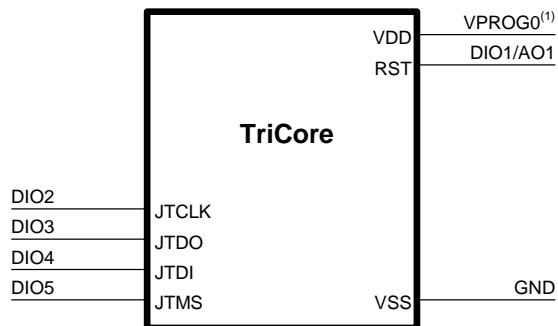 VDD VPROG0(1)
RST DIO1/AO1
TriCore
DIO2 JTCLK
DIO3 JTDO
DIO4 JTDI
DIO5 JTMS VSS GND